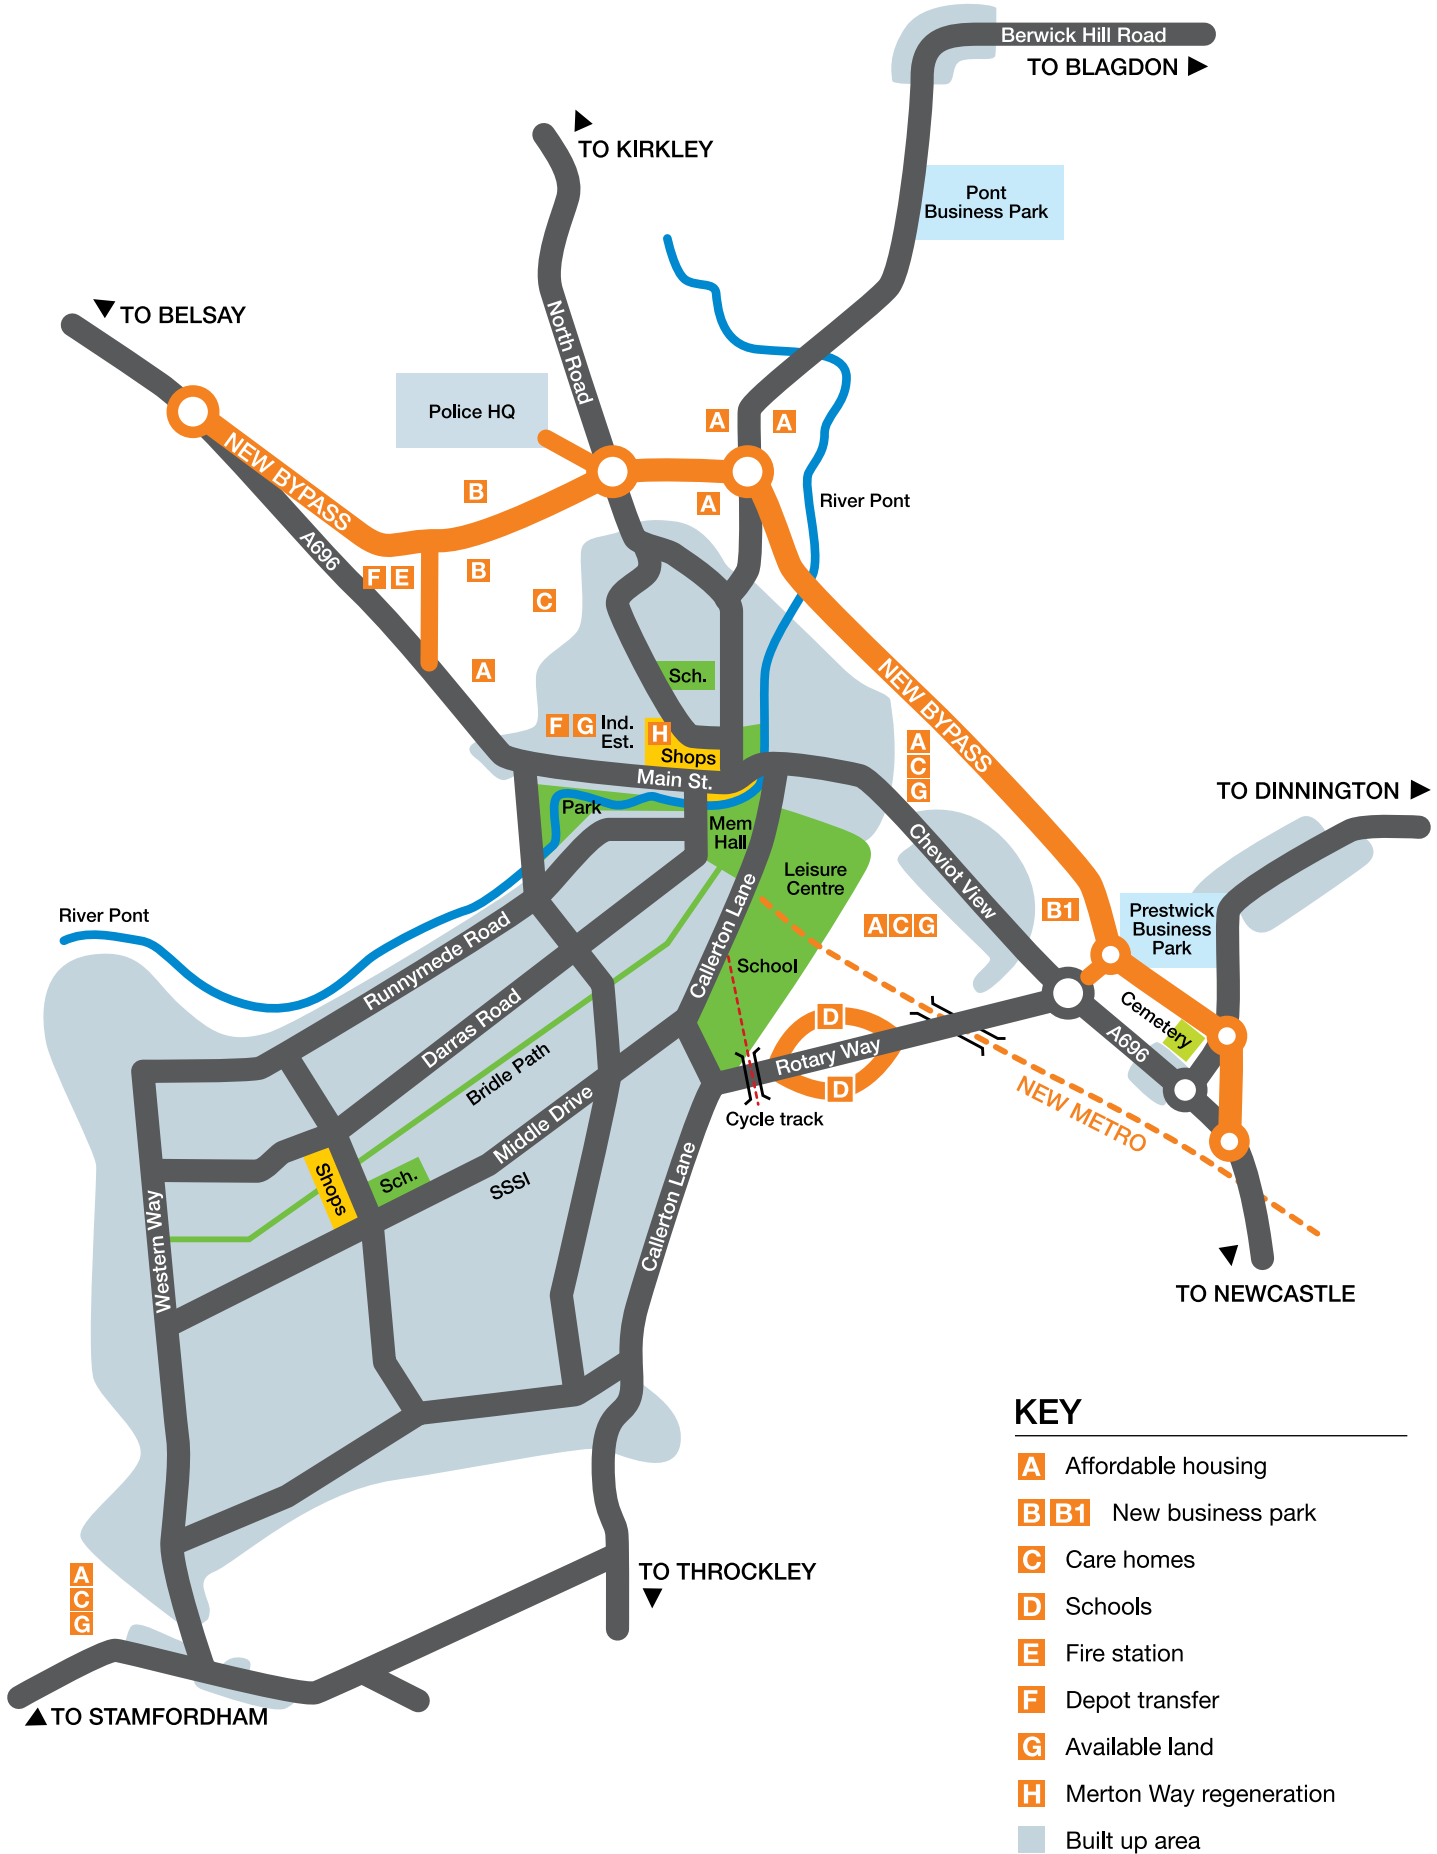 Berwick Hill Road
TO BLAGDON
TO KIRKLEY
Pont
Business Park
TO BELSAY
North Road
Police HQ
A
A
NEW BYPASS
B
A
River Pont
A696
F E
B
C
A
Sch.
NEW BYPASS
F G Ind.
Est.
H
Shops
Main St.
A
C
G
TO DINNINGTON
Park
Mem
Hall
Cheviot View
Leisure
Centre
Callerton Lane
River Pont
Runnymede Road
A C G
B1
Prestwick
Business
Park
School
Darras Road
Bridle Path
D
Cemetery
A696
Rotary Way
D
NEW METRO
Middle Drive
Cycle track
SSSI
Shops
Sch.
Callerton Lane
Western Way
TO NEWCASTLE
TO THROCKLEY
A
C
G
TO STAMFORDHAM
KEY
A Affordable housing
B B1 New business park
C Care homes
D Schools
E Fire station
F Depot transfer
G Available land
H Merton Way regeneration
Built up area